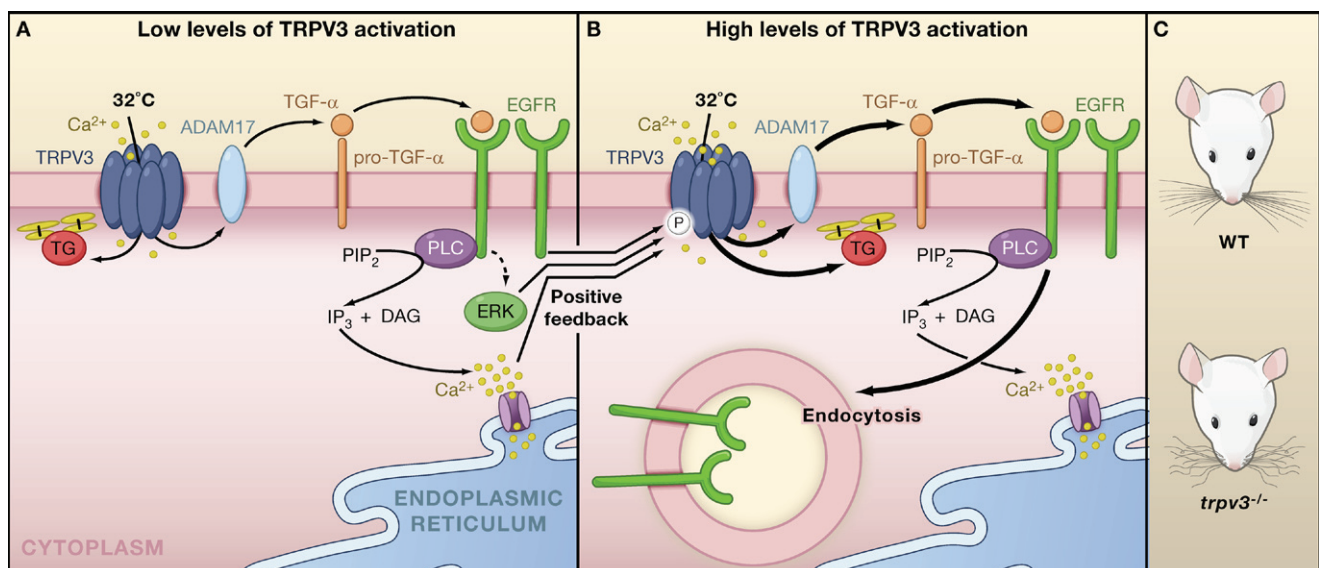 A
Low levels of TRPV3 activation
32°C
Ca²⁺
TRPV3
ADAM17
TGF-α
EGFR
pro-TGF-α
TG
PIP₂
PLC
ERK
IP₃ + DAG
Ca²⁺
Positive
feedback
ENDOPLASMIC
RETICULUM
CYTOPLASM
B
High levels of TRPV3 activation
32°C
Ca²⁺
TRPV3
ADAM17
TGF-α
EGFR
pro-TGF-α
P
TG
PIP₂
PLC
IP₃ + DAG
Ca²⁺
Endocytosis
C
WT
trpv3⁻/⁻